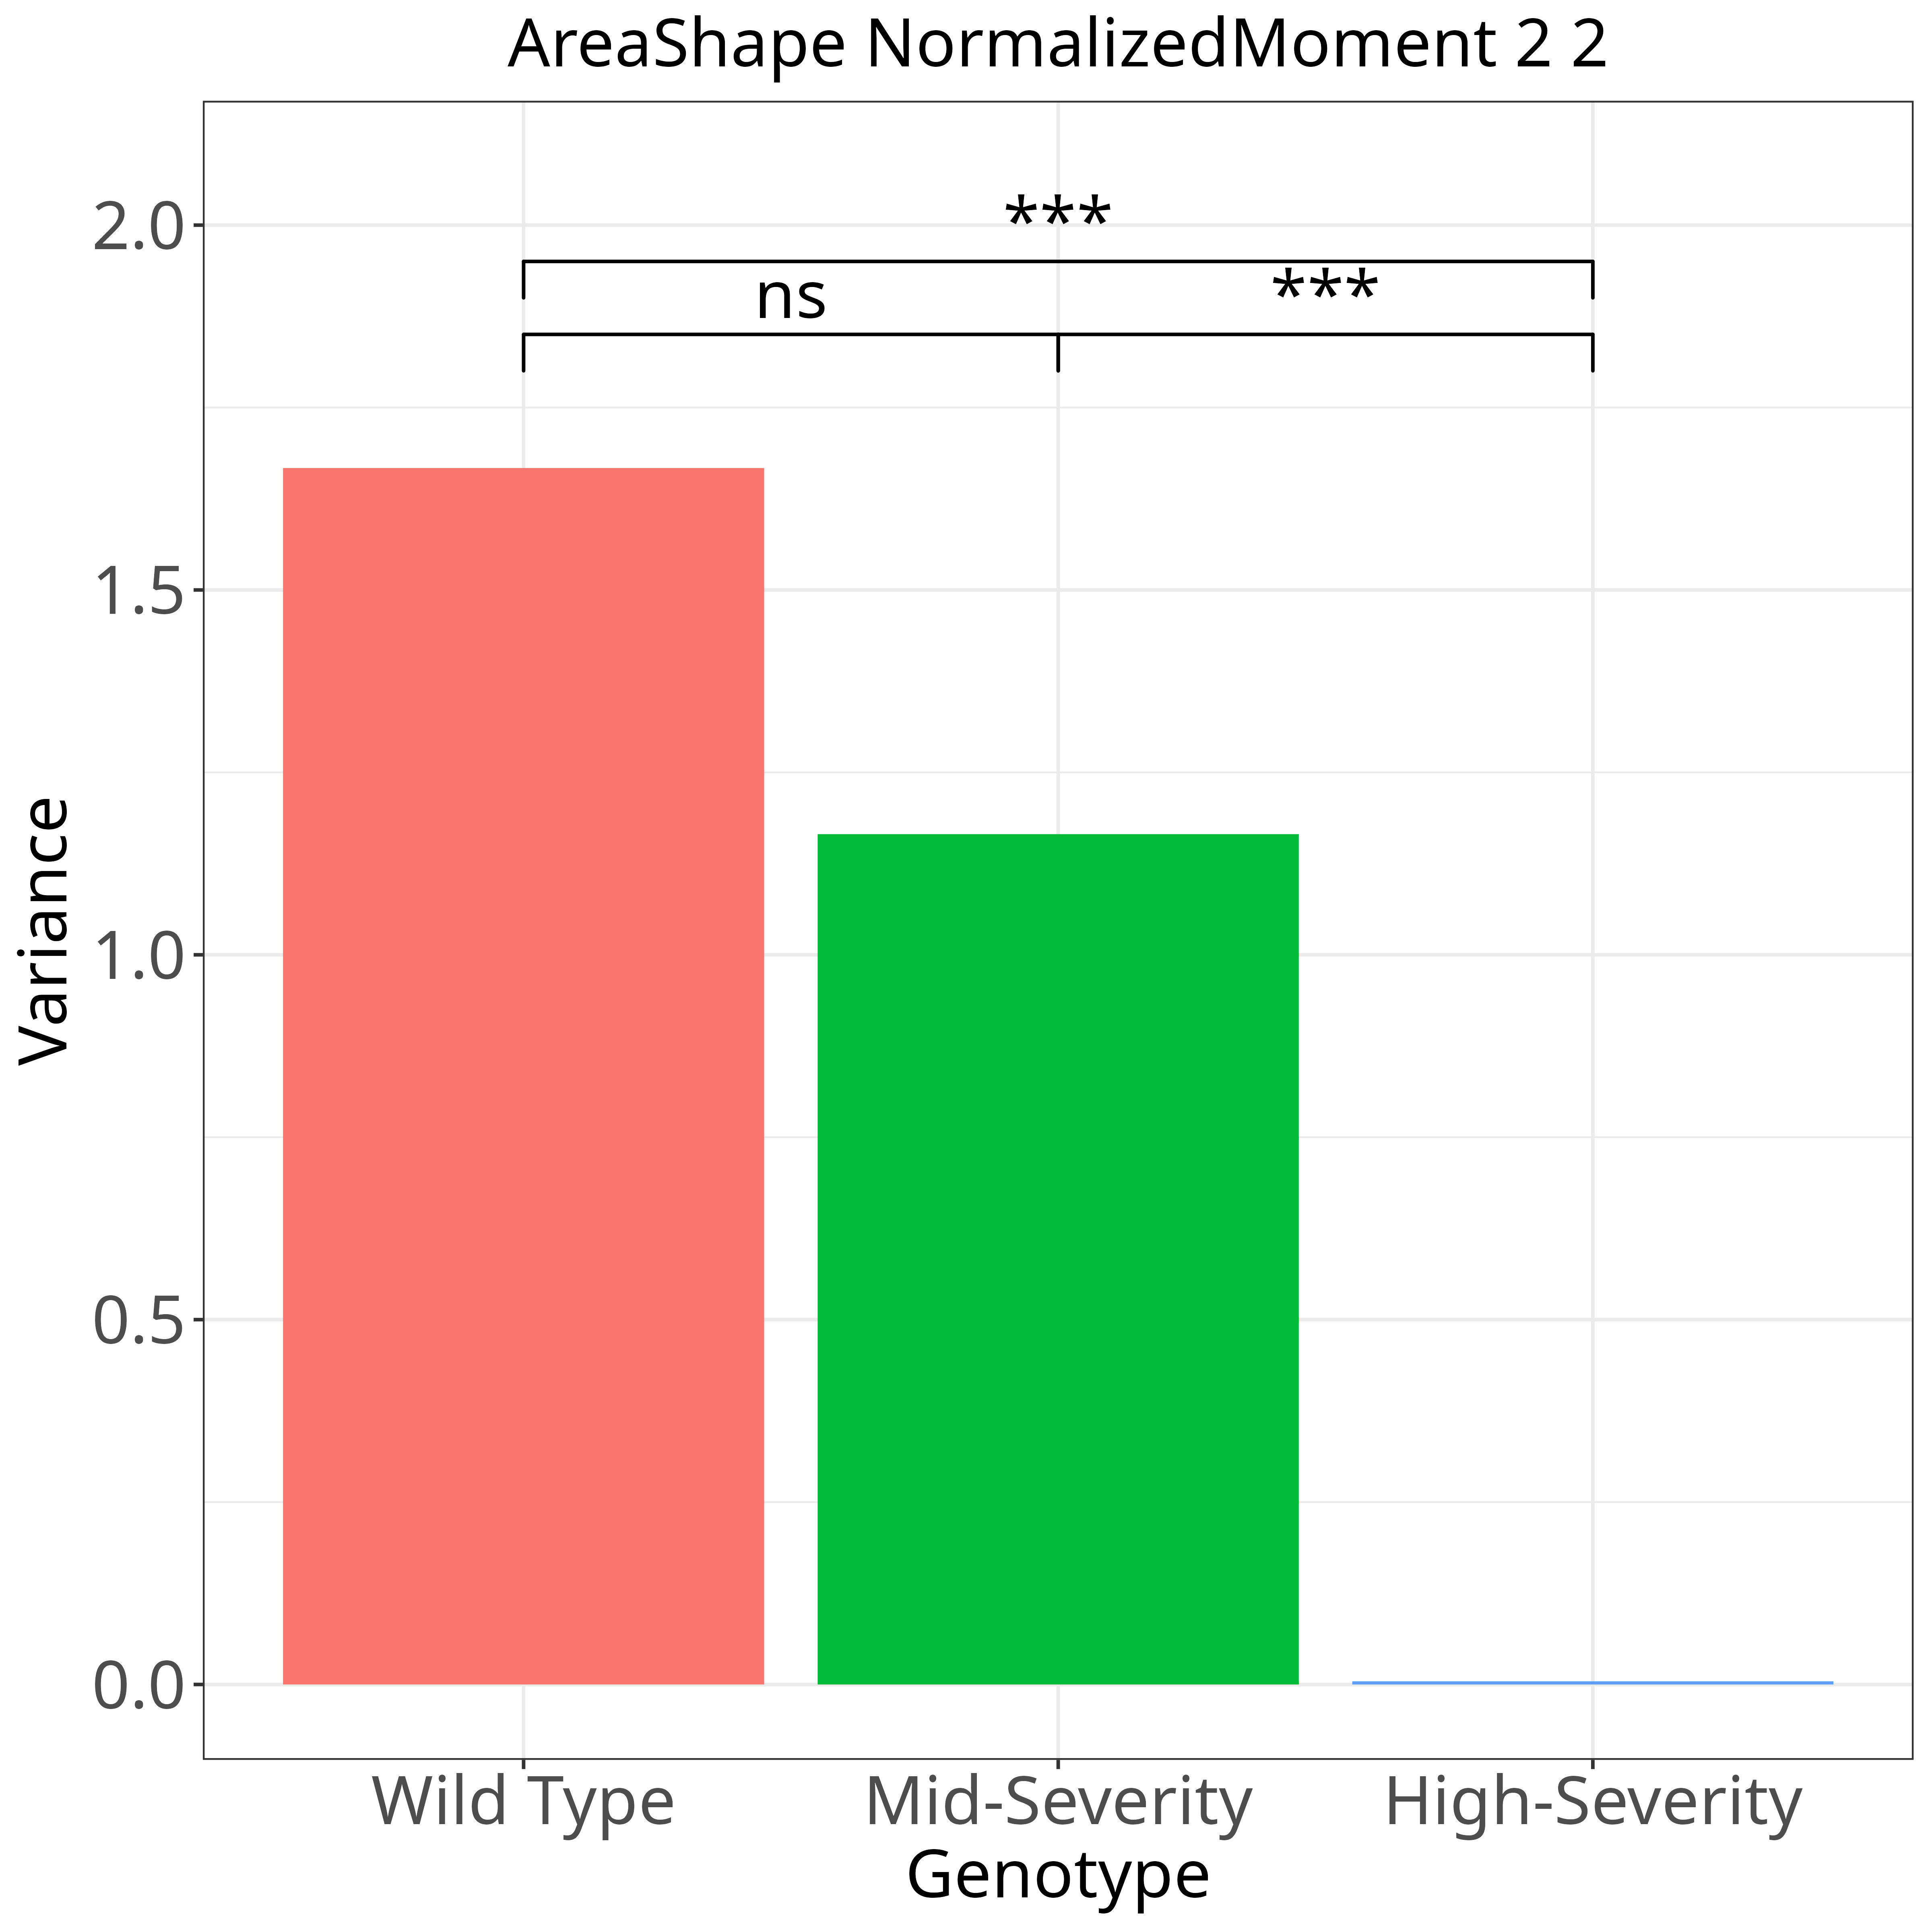 AreaShape NormalizedMoment 2 2
***
ns
***
2.0
1.5
1.0
0.5
0.0
Variance
Wild Type
Mid-Severity
High-Severity
Genotype